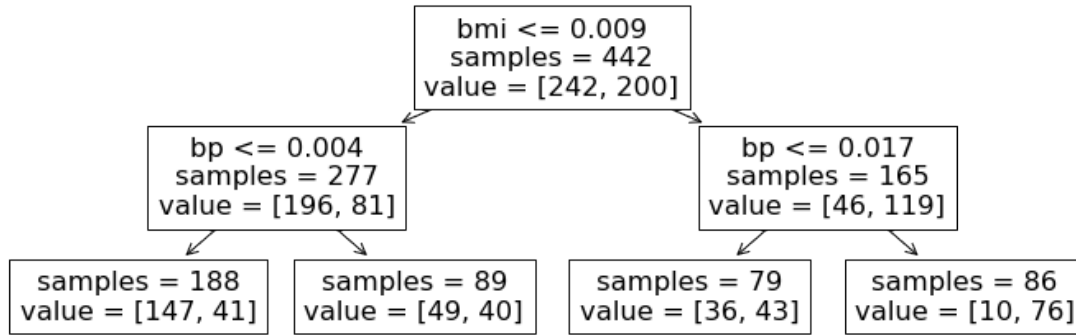 bmi <= 0.009
samples = 442
value = [242, 200]
bp <= 0.004
samples = 277
value = [196, 81]
bp <= 0.017
samples = 165
value = [46, 119]
samples = 188
value = [147, 41]
samples = 89
value = [49, 40]
samples = 79
value = [36, 43]
samples = 86
value = [10, 76]